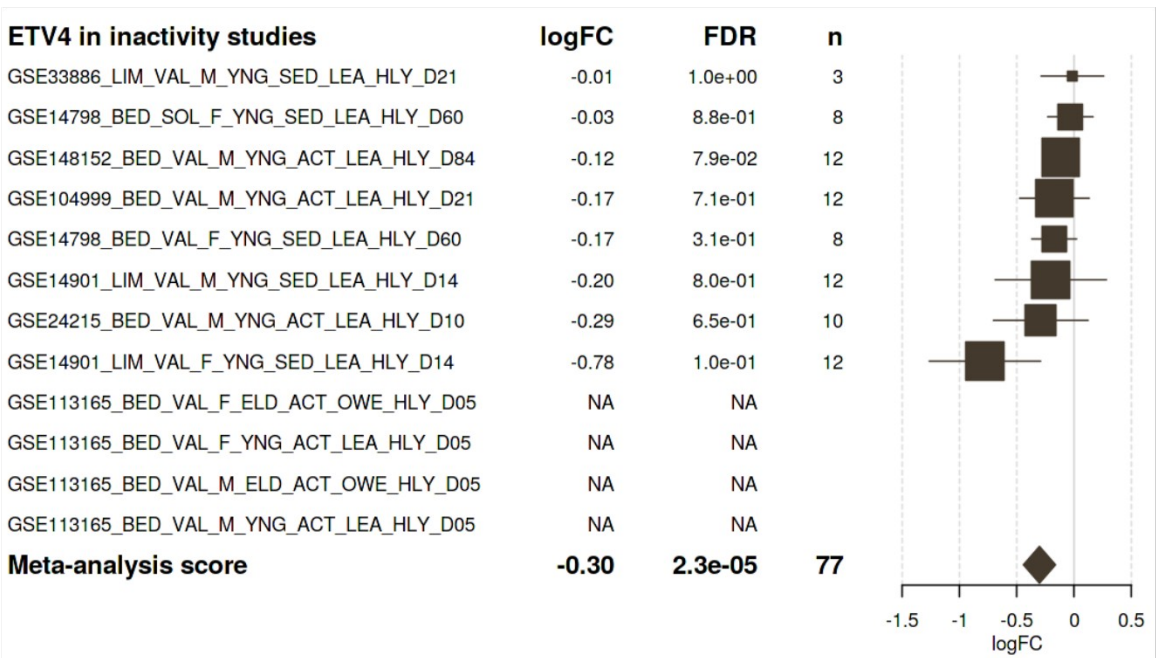 ETV4 in inactivity studies logFC FDR n
GSE33886_LIM_VAL_M_YNG_SED_LEA_HLY_D21 -0.01 1.0e+00 3
GSE14798_BED_SOL_F_YNG_SED_LEA_HLY_D60 -0.03 8.8e-01 8
GSE148152_BED_VAL_M_YNG_ACT_LEA_HLY_D84 -0.12 7.9e-02 12
GSE104999_BED_VAL_M_YNG_ACT_LEA_HLY_D21 -0.17 7.1e-01 12
GSE14798_BED_VAL_F_YNG_SED_LEA_HLY_D60 -0.17 3.1e-01 8
GSE14901_LIM_VAL_M_YNG_SED_LEA_HLY_D14 -0.20 8.0e-01 12
GSE24215_BED_VAL_M_YNG_ACT_LEA_HLY_D10 -0.29 6.5e-01 10
GSE14901_LIM_VAL_F_YNG_SED_LEA_HLY_D14 -0.78 1.0e-01 12
GSE113165_BED_VAL_F_ELD_ACT_OWE_HLY_D05 NA NA
GSE113165_BED_VAL_F_YNG_ACT_LEA_HLY_D05 NA NA
GSE113165_BED_VAL_M_ELD_ACT_OWE_HLY_D05 NA NA
GSE113165_BED_VAL_M_YNG_ACT_LEA_HLY_D05 NA NA
Meta-analysis score -0.30 2.3e-05 77
-1.5 -1 -0.5 0 0.5
logFC